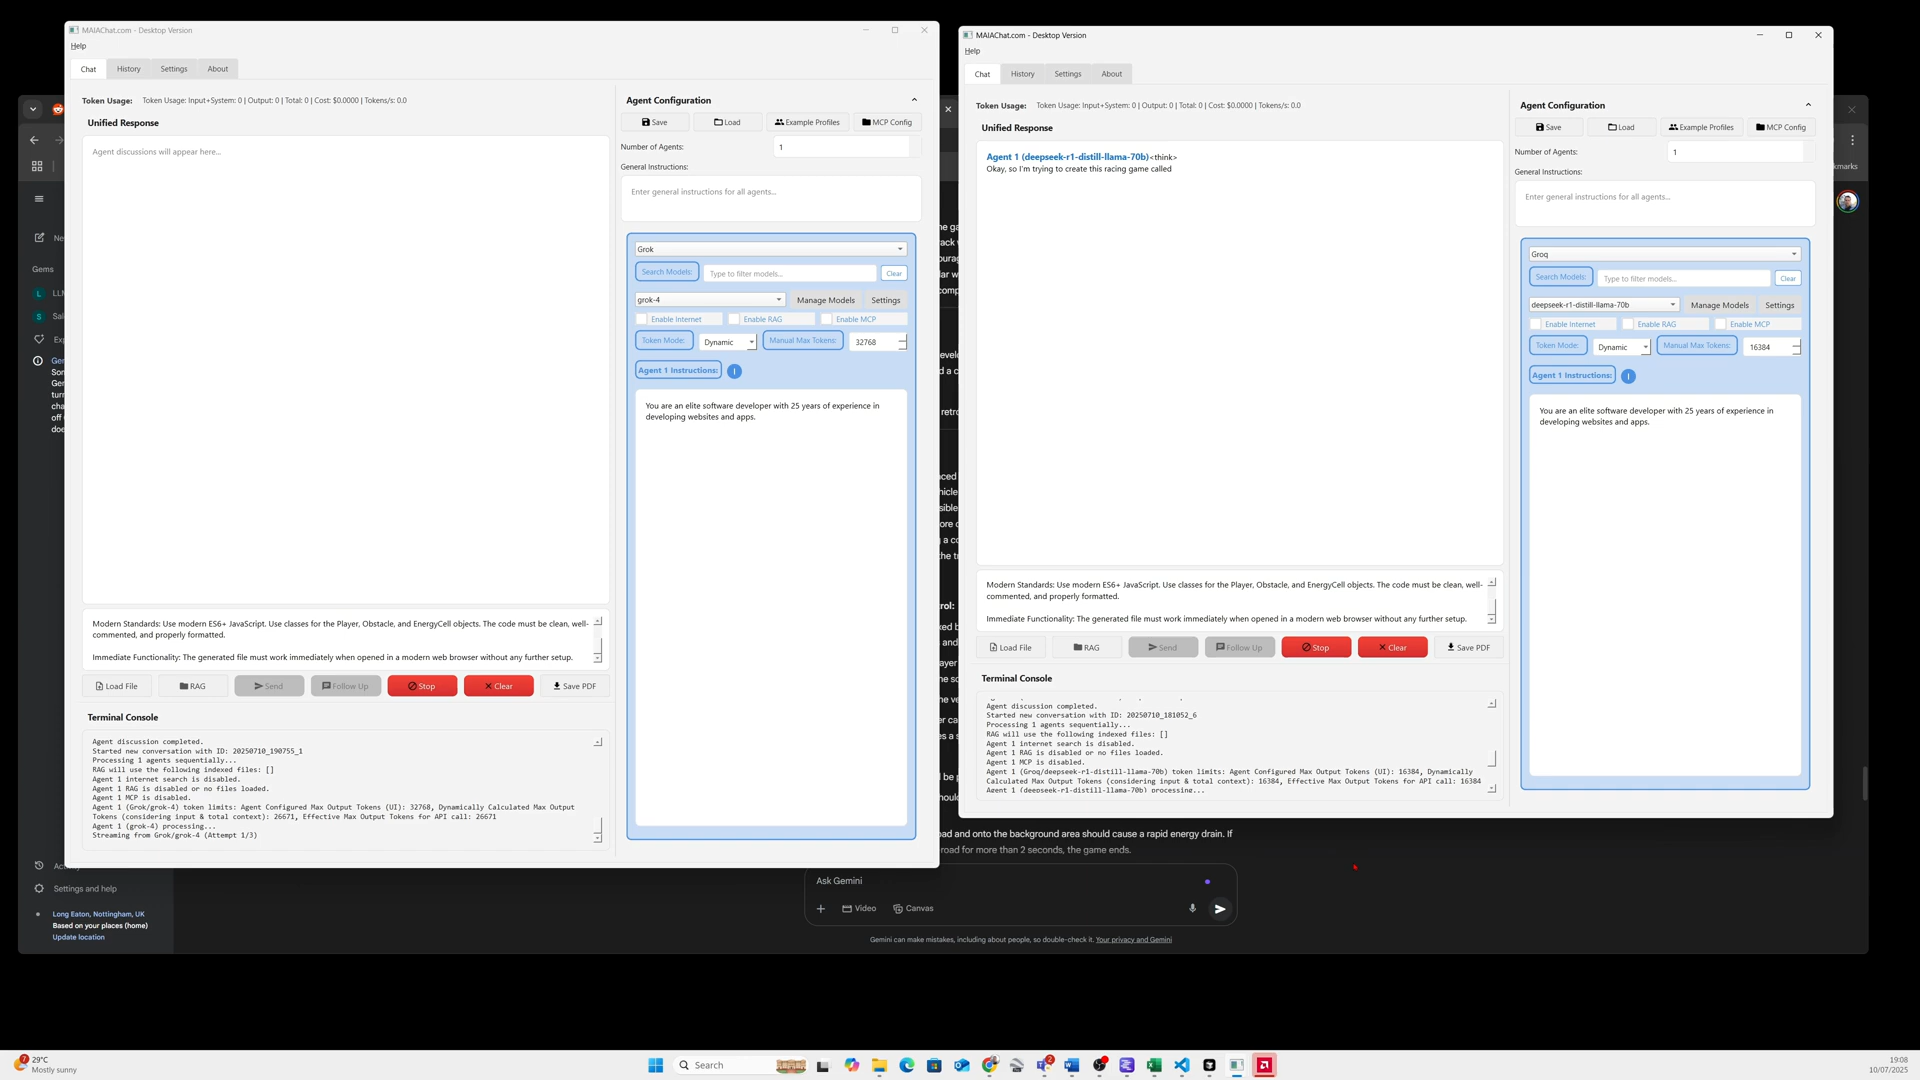 MAIAChat.com - Desktop Version
Help
Chat
History
Settings
About
Token Usage:
Token Usage: Input+System: 0 | Output: 0 | Total: 0 | Cost: $0.0000 | Tokens/s: 0.0
Unified Response
Agent discussions will appear here...
Modern Standards: Use modern ES6+ JavaScript. Use classes for the Player, Obstacle, and EnergyCell objects. The code must be clean, well-
commented, and properly formatted.
Immediate Functionality: The generated file must work immediately when opened in a modern web browser without any further setup.
Load File
RAG
Send
Follow Up
Stop
Clear
Save PDF
Terminal Console
Agent discussion completed.
Started new conversation with ID: 20250710_190755_1
Processing 1 agents sequentially...
RAG will use the following indexed files: []
Agent 1 internet search is disabled.
Agent 1 RAG is disabled or no files loaded.
Agent 1 MCP is disabled.
Agent 1 (Grok/grok-4) token limits: Agent Configured Max Output Tokens (UI): 32768, Dynamically Calculated Max Output
Tokens (considering input & total context): 26671, Effective Max Output Tokens for API call: 26671
Agent 1 (grok-4) processing...
Streaming from Grok/grok-4 (Attempt 1/3)
Agent Configuration
Save
Load
Example Profiles
MCP Config
Number of Agents:
1
General Instructions:
Enter general instructions for all agents...
Grok
Search Models:
Type to filter models...
Clear
grok-4
Manage Models
Settings
Enable Internet
Enable RAG
Enable MCP
Token Mode:
Dynamic
Manual Max Tokens:
32768
Agent 1 Instructions:
You are an elite software developer with 25 years of experience in
developing websites and apps.
MAIAChat.com - Desktop Version
Help
Chat
History
Settings
About
Token Usage:
Token Usage: Input+System: 0 | Output: 0 | Total: 0 | Cost: $0.0000 | Tokens/s: 0.0
Unified Response
Agent 1 (deepseek-r1-distill-llama-70b)<think>
Okay, so I'm trying to create this racing game called
Modern Standards: Use modern ES6+ JavaScript. Use classes for the Player, Obstacle, and EnergyCell objects. The code must be clean, well-
commented, and properly formatted.
Immediate Functionality: The generated file must work immediately when opened in a modern web browser without any further setup.
Load File
RAG
Send
Follow Up
Stop
Clear
Save PDF
Terminal Console
Agent discussion completed.
Started new conversation with ID: 20250710_181052_6
Processing 1 agents sequentially...
RAG will use the following indexed files: []
Agent 1 internet search is disabled.
Agent 1 RAG is disabled or no files loaded.
Agent 1 MCP is disabled.
Agent 1 (Groq/deepseek-r1-distill-llama-70b) token limits: Agent Configured Max Output Tokens (UI): 16384, Dynamically
Calculated Max Output Tokens (considering input & total context): 16384, Effective Max Output Tokens for API call: 16384
Agent 1 (deepseek-r1-distill-llama-70b) processing...
Agent Configuration
Save
Load
Example Profiles
MCP Config
Number of Agents:
1
General Instructions:
Enter general instructions for all agents...
Groq
Search Models:
Type to filter models...
Clear
deepseek-r1-distill-llama-70b
Manage Models
Settings
Enable Internet
Enable RAG
Enable MCP
Token Mode:
Dynamic
Manual Max Tokens:
16384
Agent 1 Instructions:
You are an elite software developer with 25 years of experience in
developing websites and apps.
Gems
Settings and help
Long Eaton, Nottingham, UK
Based on your places (home)
Update location
oad and onto the background area should cause a rapid energy drain. If
road for more than 2 seconds, the game ends.
Ask Gemini
Video
Canvas
Gemini can make mistakes, including about people, so double-check it. Your privacy and Gemini
29°C
Mostly sunny
Search
19:08
10/07/2025